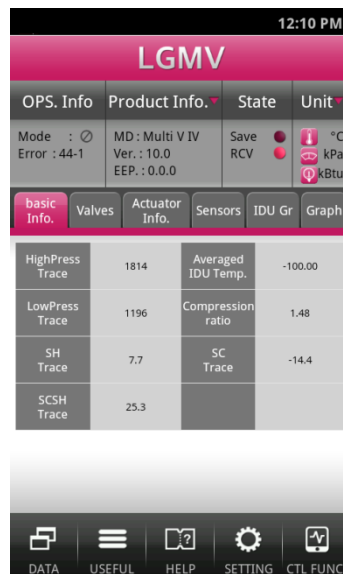 12:10 PM
LGMV
OPS. Info Product Info. State Unit
Mode : ⊘ MD : Multi V IV Save °C
Error : 44-1 Ver. : 10.0 RCV kPa
EEP. : 0.0.0 kBtu
basic Info. Valves Actuator Info. Sensors IDU Gr Graph
HighPress Trace 1814 Averaged IDU Temp. -100.00
LowPress Trace 1196 Compression ratio 1.48
SH Trace 7.7 SC Trace -14.4
SCSH Trace 25.3
DATA USEFUL HELP SETTING CTL FUNC